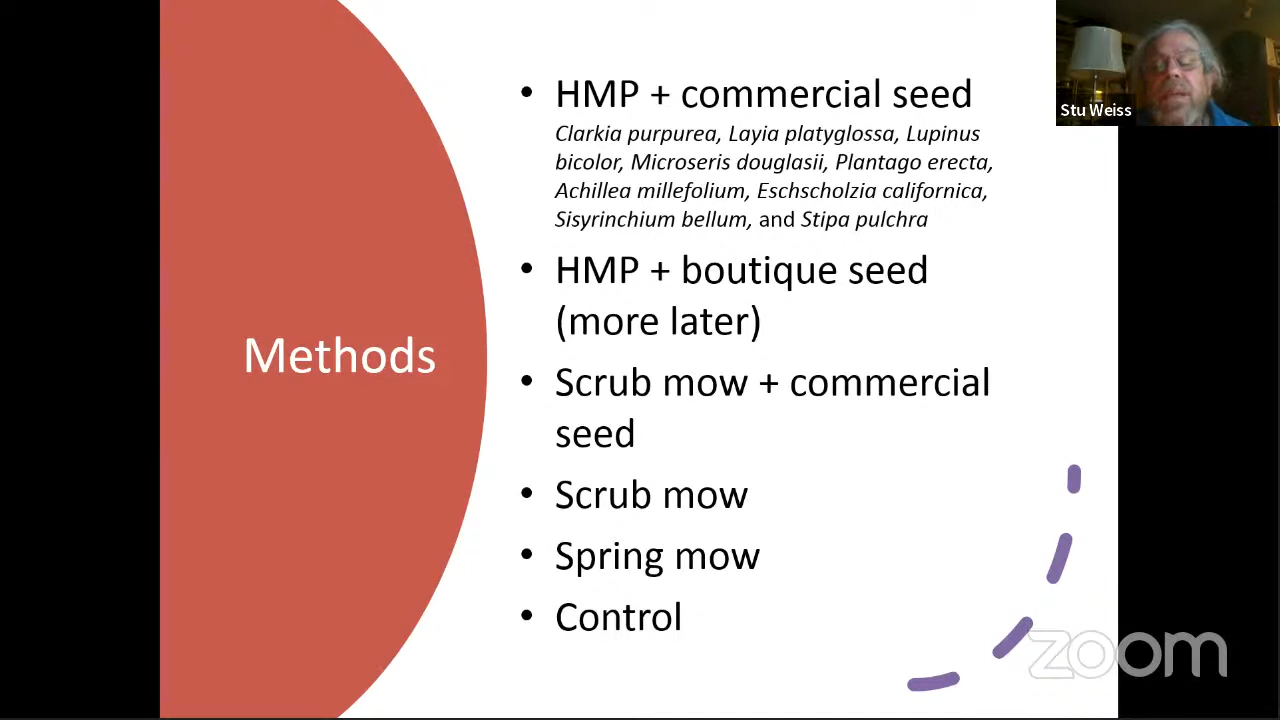 Methods
• HMP + commercial seed
Clarkia purpurea, Layia platyglossa, Lupinus
bicolor, Microseris douglasii, Plantago erecta,
Achillea millefolium, Eschscholzia californica,
Sisyrinchium bellum, and Stipa pulchra
• HMP + boutique seed
(more later)
• Scrub mow + commercial
seed
• Scrub mow
• Spring mow
• Control
Stu Weiss
zoom